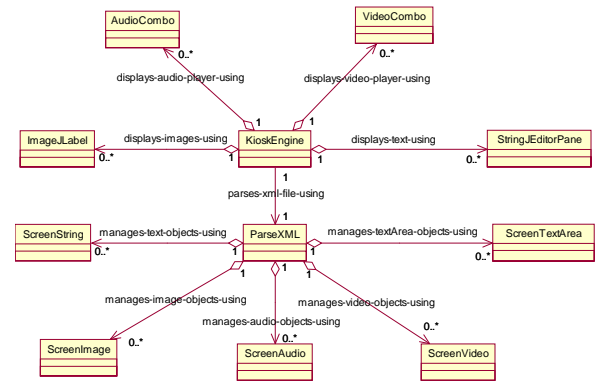 AudioCombo
VideoCombo
0..*
0..*
displays-audio-player-using
displays-video-player-using
1
1
ImageJLabel
displays-images-using
KioskEngine
displays-text-using
StringJEditorPane
0..*
1
1
0..*
1
parses-xml-file-using
1
ScreenString
manages-text-objects-using
ParseXML
manages-textArea-objects-using
ScreenTextArea
0..*
1
1
0..*
1
1
1
manages-image-objects-using
manages-video-objects-using
manages-audio-objects-using
0..*
ScreenImage
0..*
ScreenAudio
0..*
ScreenVideo